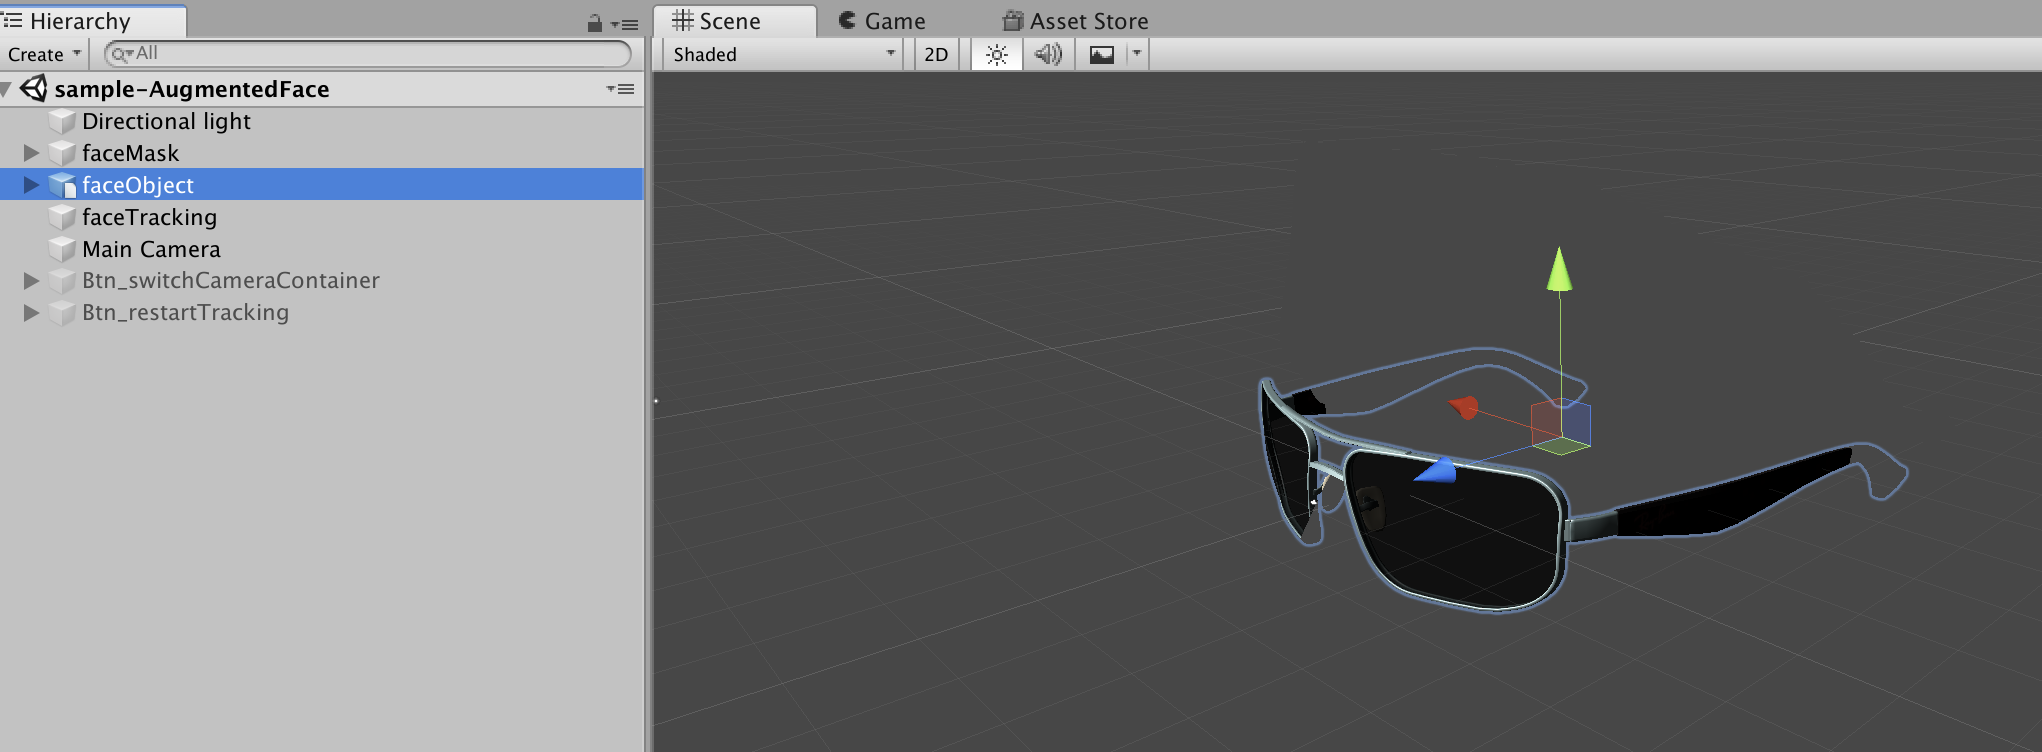 Hierarchy
Create
All
sample-AugmentedFace
Directional light
faceMask
faceObject
faceTracking
Main Camera
Btn_switchCameraContainer
Btn_restartTracking
Scene Game Asset Store
Shaded 2D